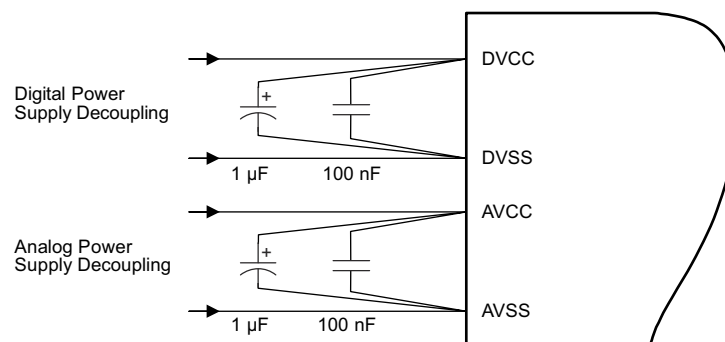 DVCC
Digital Power
Supply Decoupling
+
DVSS
1 µF
100 nF
AVCC
Analog Power
Supply Decoupling
+
AVSS
1 µF
100 nF